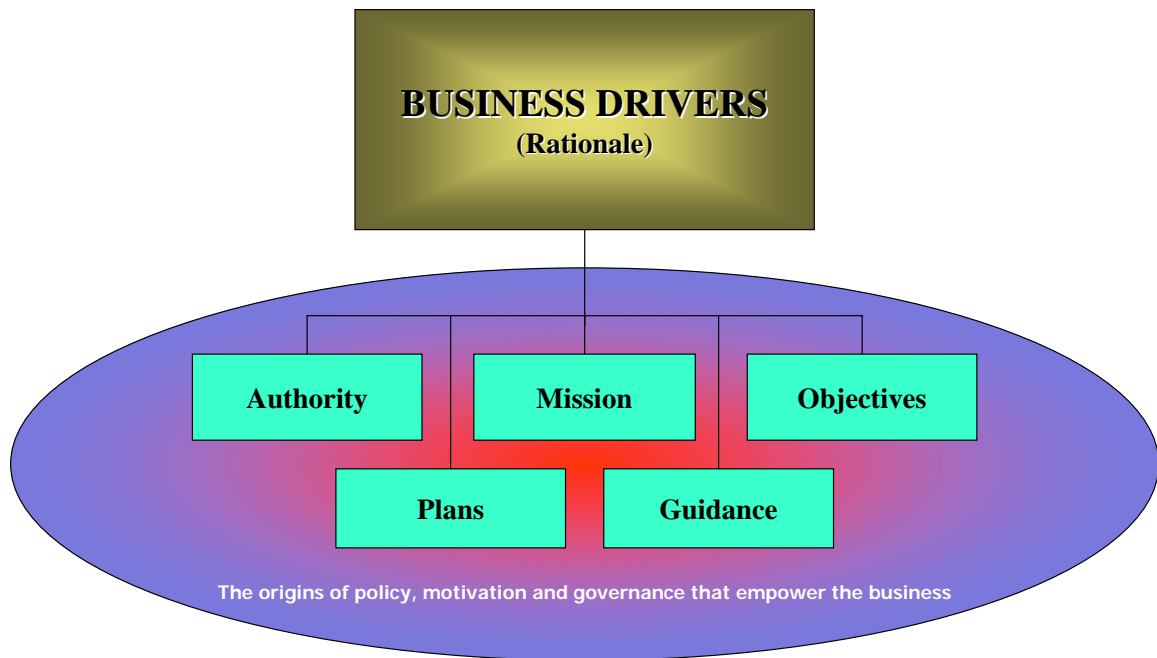 BUSINESS DRIVERS
(Rationale)
Authority
Mission
Objectives
Plans
Guidance
The origins of policy, motivation and governance that empower the business